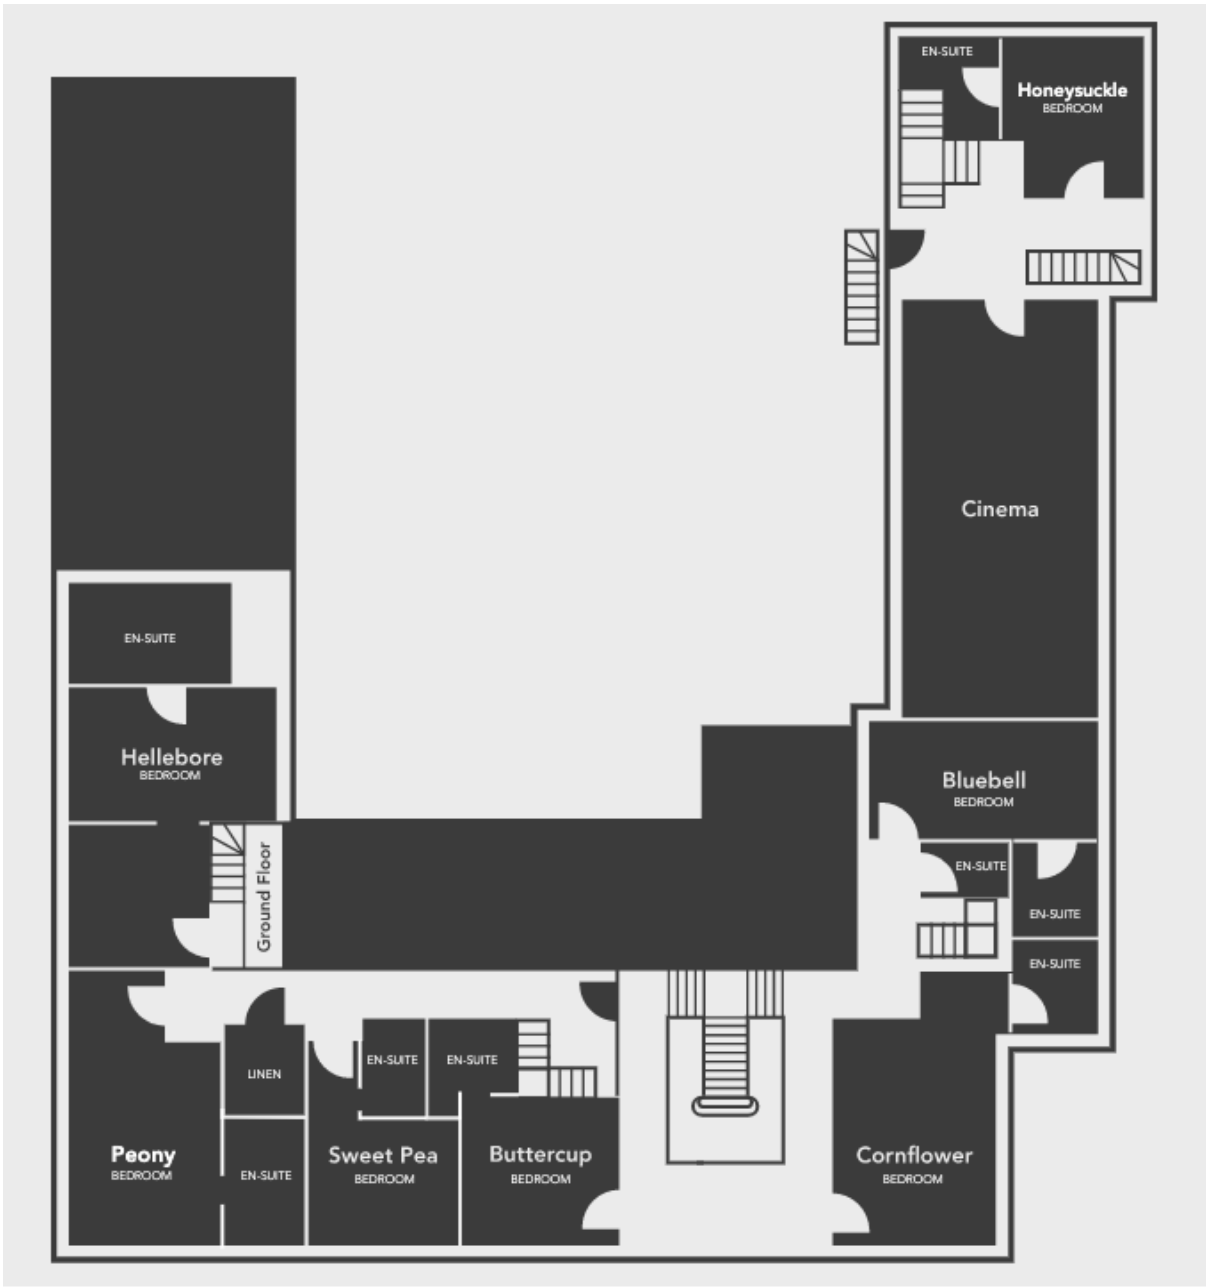 EN-SUITE
Honeysuckle
BEDROOM
Cinema
EN-SUITE
Hellebore
BEDROOM
Bluebell
BEDROOM
Ground Floor
EN-SUITE
EN-SUITE
EN-SUITE
EN-SUITE
EN-SUITE
LINEN
Peony
BEDROOM
EN-SUITE
Sweet Pea
BEDROOM
Buttercup
BEDROOM
Cornflower
BEDROOM